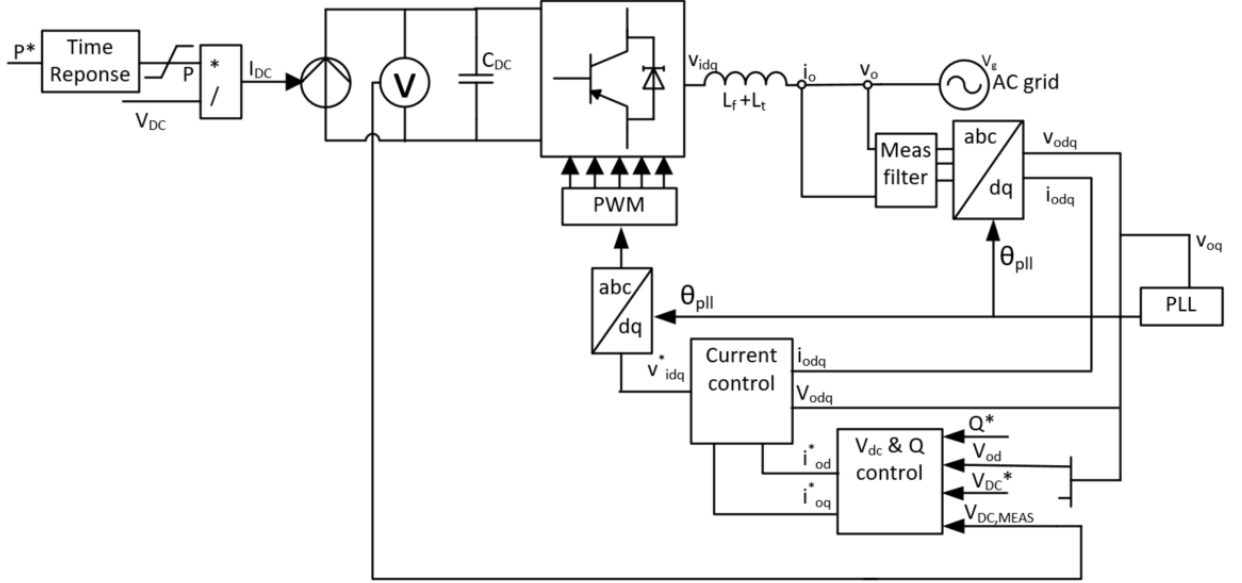 P*
Time
Reponse
P
*
/
V_DC
I_DC
V
C_DC
v_idq
L_f +L_t
i_o
v_o
V_g
AC grid
Meas
filter
abc
dq
v_odq
i_odq
v_oq
θ_pll
PLL
PWM
abc
dq
θ_pll
v*_idq
Current
control
i_odq
V_odq
i*_od
i*_oq
V_dc & Q
control
Q*
V_od
V_DC*
V_DC,MEAS